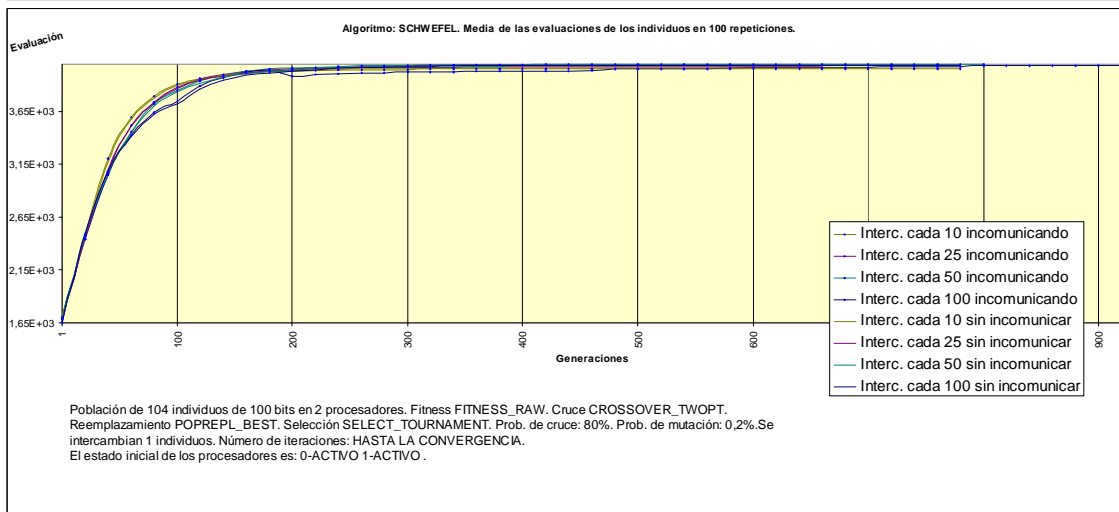 Algoritmo: SCHWEFEL. Media de las evaluaciones de los individuos en 100 repeticiones.
Evaluación
3,65E+03
3,15E+03
2,65E+03
2,15E+03
1,65E+03
1
100
200
300
400
500
600
900
Generaciones
Interc. cada 10 incomunicando
Interc. cada 25 incomunicando
Interc. cada 50 incomunicando
Interc. cada 100 incomunicando
Interc. cada 10 sin incomunicar
Interc. cada 25 sin incomunicar
Interc. cada 50 sin incomunicar
Interc. cada 100 sin incomunicar
Población de 104 individuos de 100 bits en 2 procesadores. Fitness FITNESS_RAW. Cruce CROSSOVER_TWOPT.
Reemplazamiento POPREPL_BEST. Selección SELECT_TOURNAMENT. Prob. de cruce: 80%. Prob. de mutación: 0,2%.Se
intercambian 1 individuos. Número de iteraciones: HASTA LA CONVERGENCIA.
El estado inicial de los procesadores es: 0-ACTIVO 1-ACTIVO .